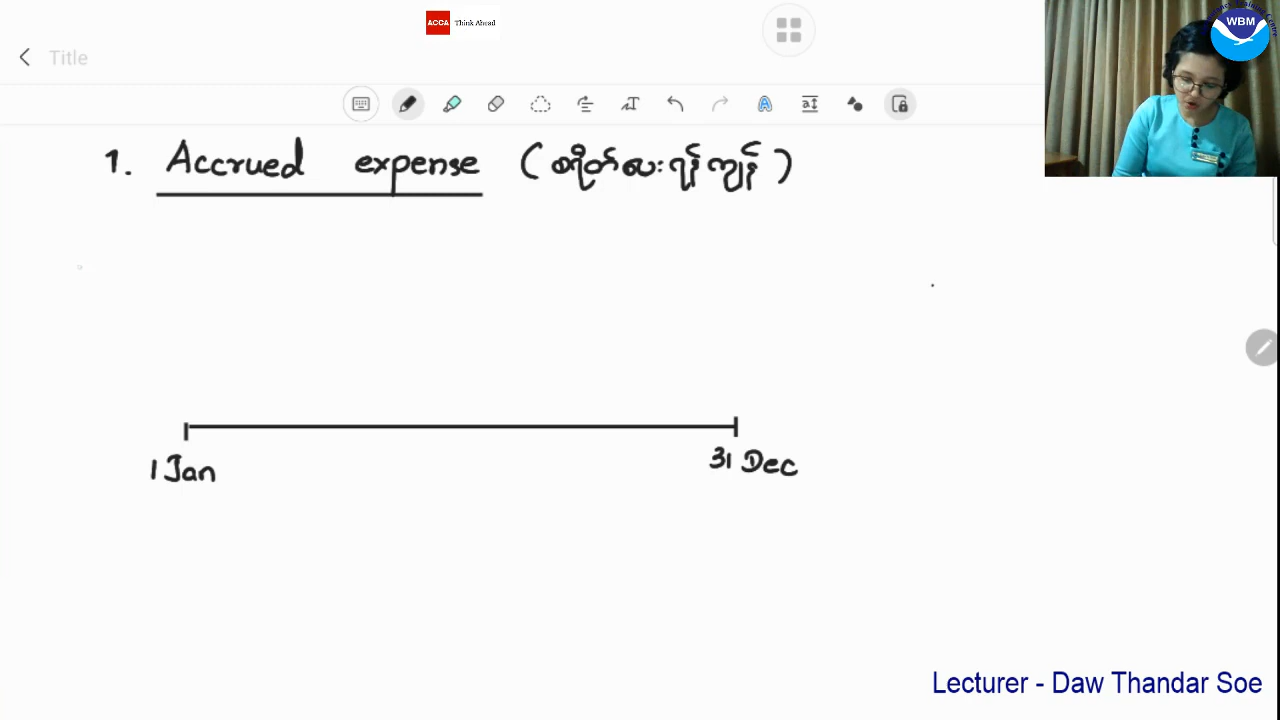 ACCA Think Ahead
WBM
Title
1. Accrued expense (စရိတ်ပေးရန်ကျန်)
1 Jan
31 Dec
Lecturer - Daw Thandar Soe